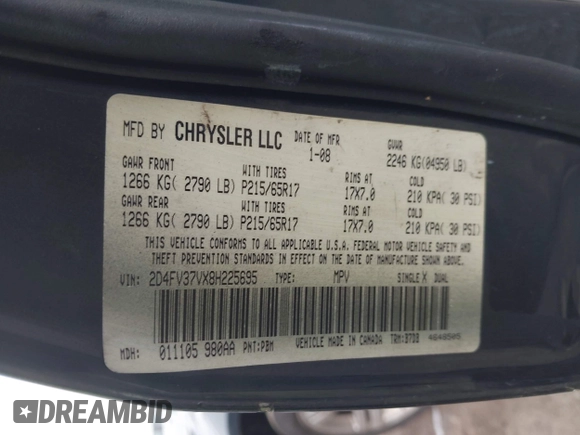 MFD BY CHRYSLER LLC DATE OF MFR GVWR
1-08 2246 KG(04950 LB)
GAWR FRONT WITH TIRES RIMS AT COLD
1266 KG( 2790 LB) P215/65R17 17X7.0 210 KPA( 30 PSI)
GAWR REAR WITH TIRES RIMS AT COLD
1266 KG( 2790 LB) P215/65R17 17X7.0 210 KPA( 30 PSI)
THIS VEHICLE CONFORMS TO ALL APPLICABLE U.S.A. FEDERAL MOTOR VEHICLE SAFETY AND
THEFT PREVENTION STANDARDS IN EFFECT ON THE DATE OF MANUFACTURE SHOWN ABOVE.
VIN: 2D4FV37VX8H225695 TYPE: MPV SINGLE X DUAL
MDH: 011105 980AA PNT:PBM VEHICLE MADE IN CANADA TRM:B7DB
DREAMBID